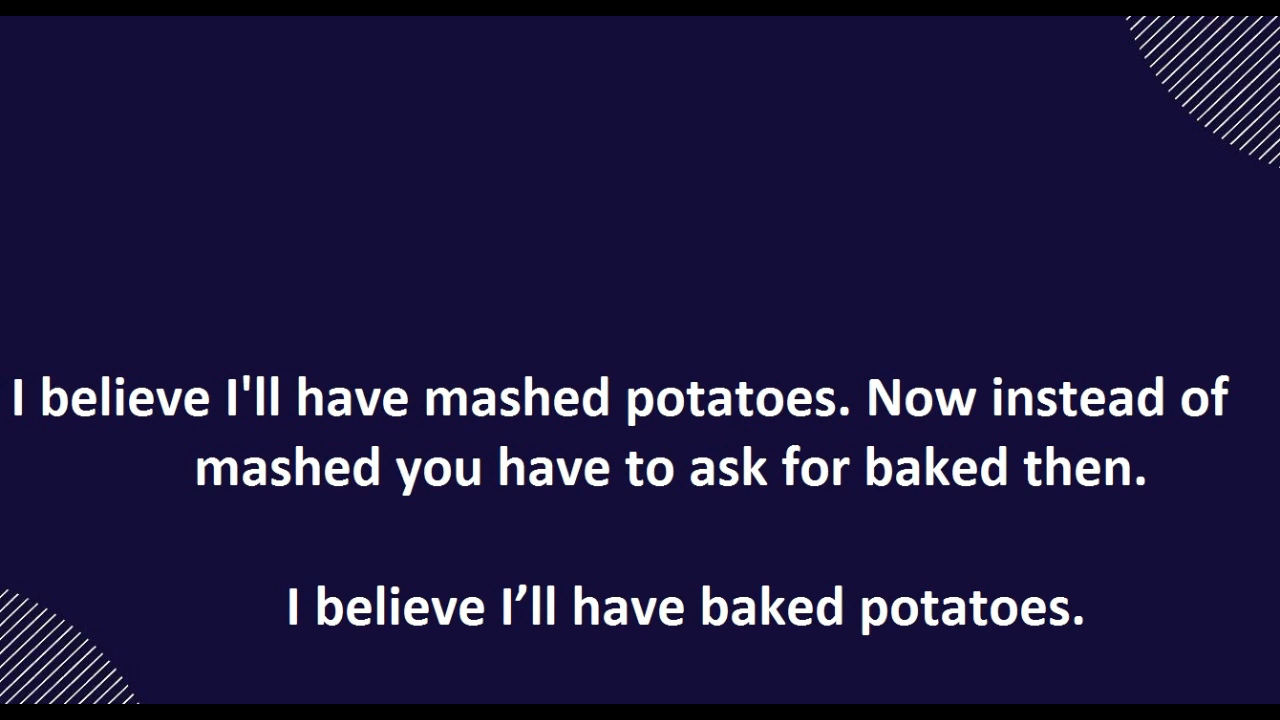 I believe I'll have mashed potatoes. Now instead of
mashed you have to ask for baked then.
I believe I’ll have baked potatoes.